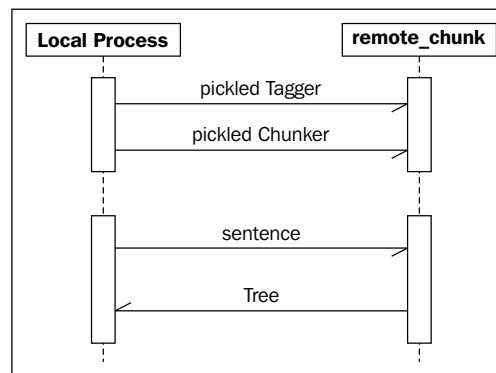 Local Process
remote_chunk
pickled Tagger
pickled Chunker
sentence
Tree